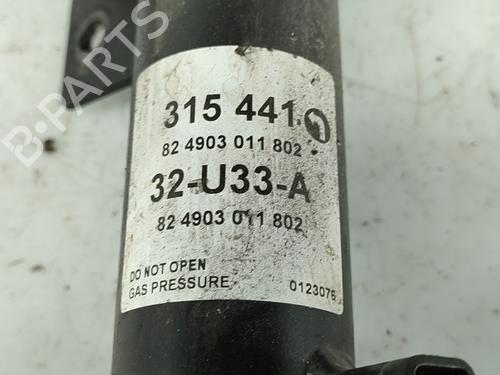 B-PARTS
315 441
82 4903 011 802
32-U33-A
82 4903 011 802
DO NOT OPEN
GAS PRESSURE
0123076